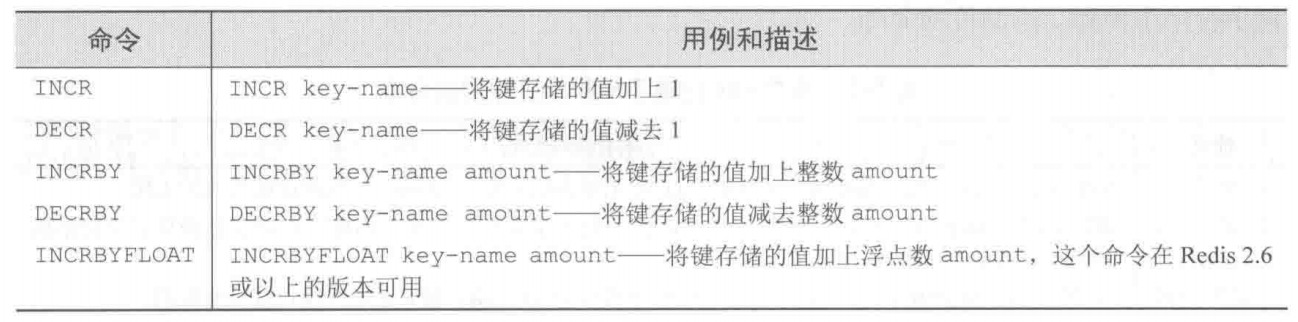 命令 用例和描述
INCR INCR key-name——将键存储的值加上1
DECR DECR key-name——将键存储的值减去1
INCRBY INCRBY key-name amount——将键存储的值加上整数 amount
DECRBY DECRBY key-name amount——将键存储的值减去整数 amount
INCRBYFLOAT INCRBYFLOAT key-name amount——将键存储的值加上浮点数 amount，这个命令在 Redis 2.6
或以上的版本可用